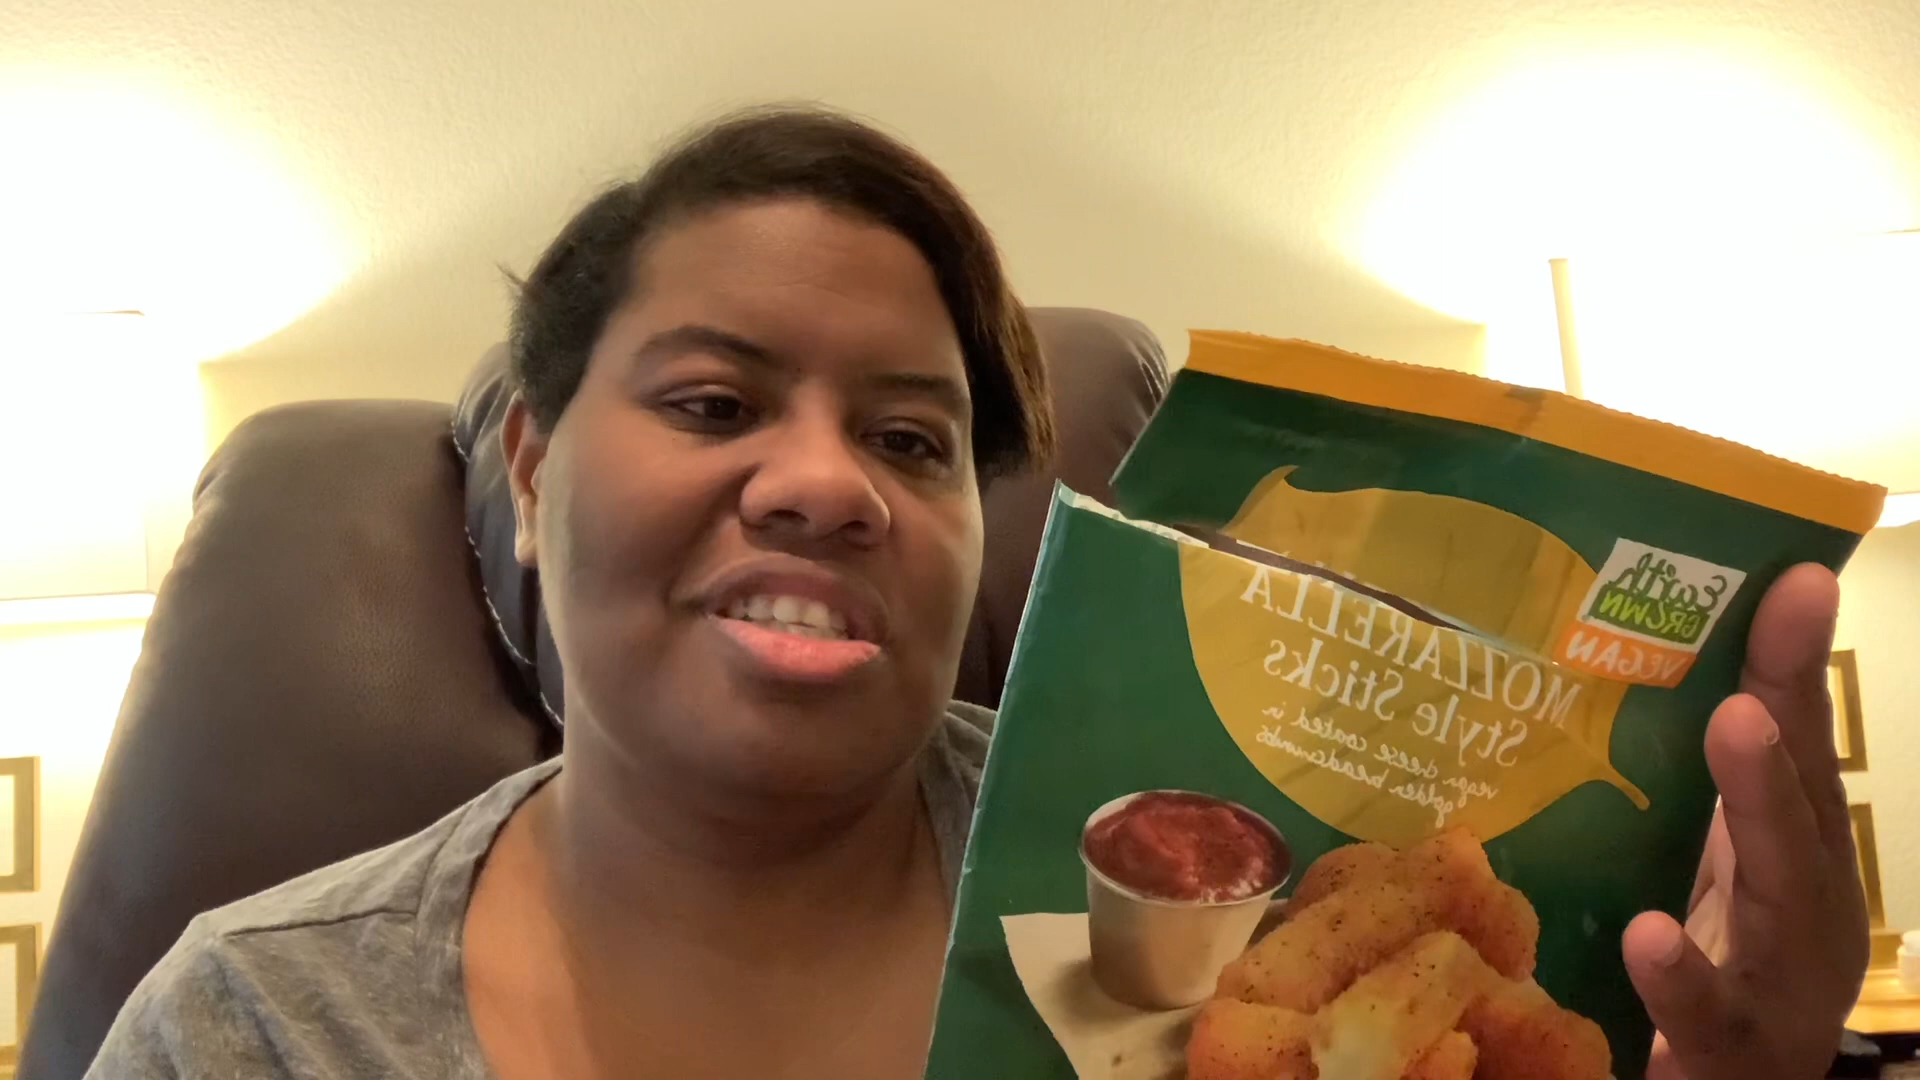 Earth
GROWN
VEGAN
MOZZARELLA
Style Sticks
vegan cheese coated in
golden breadcrumbs